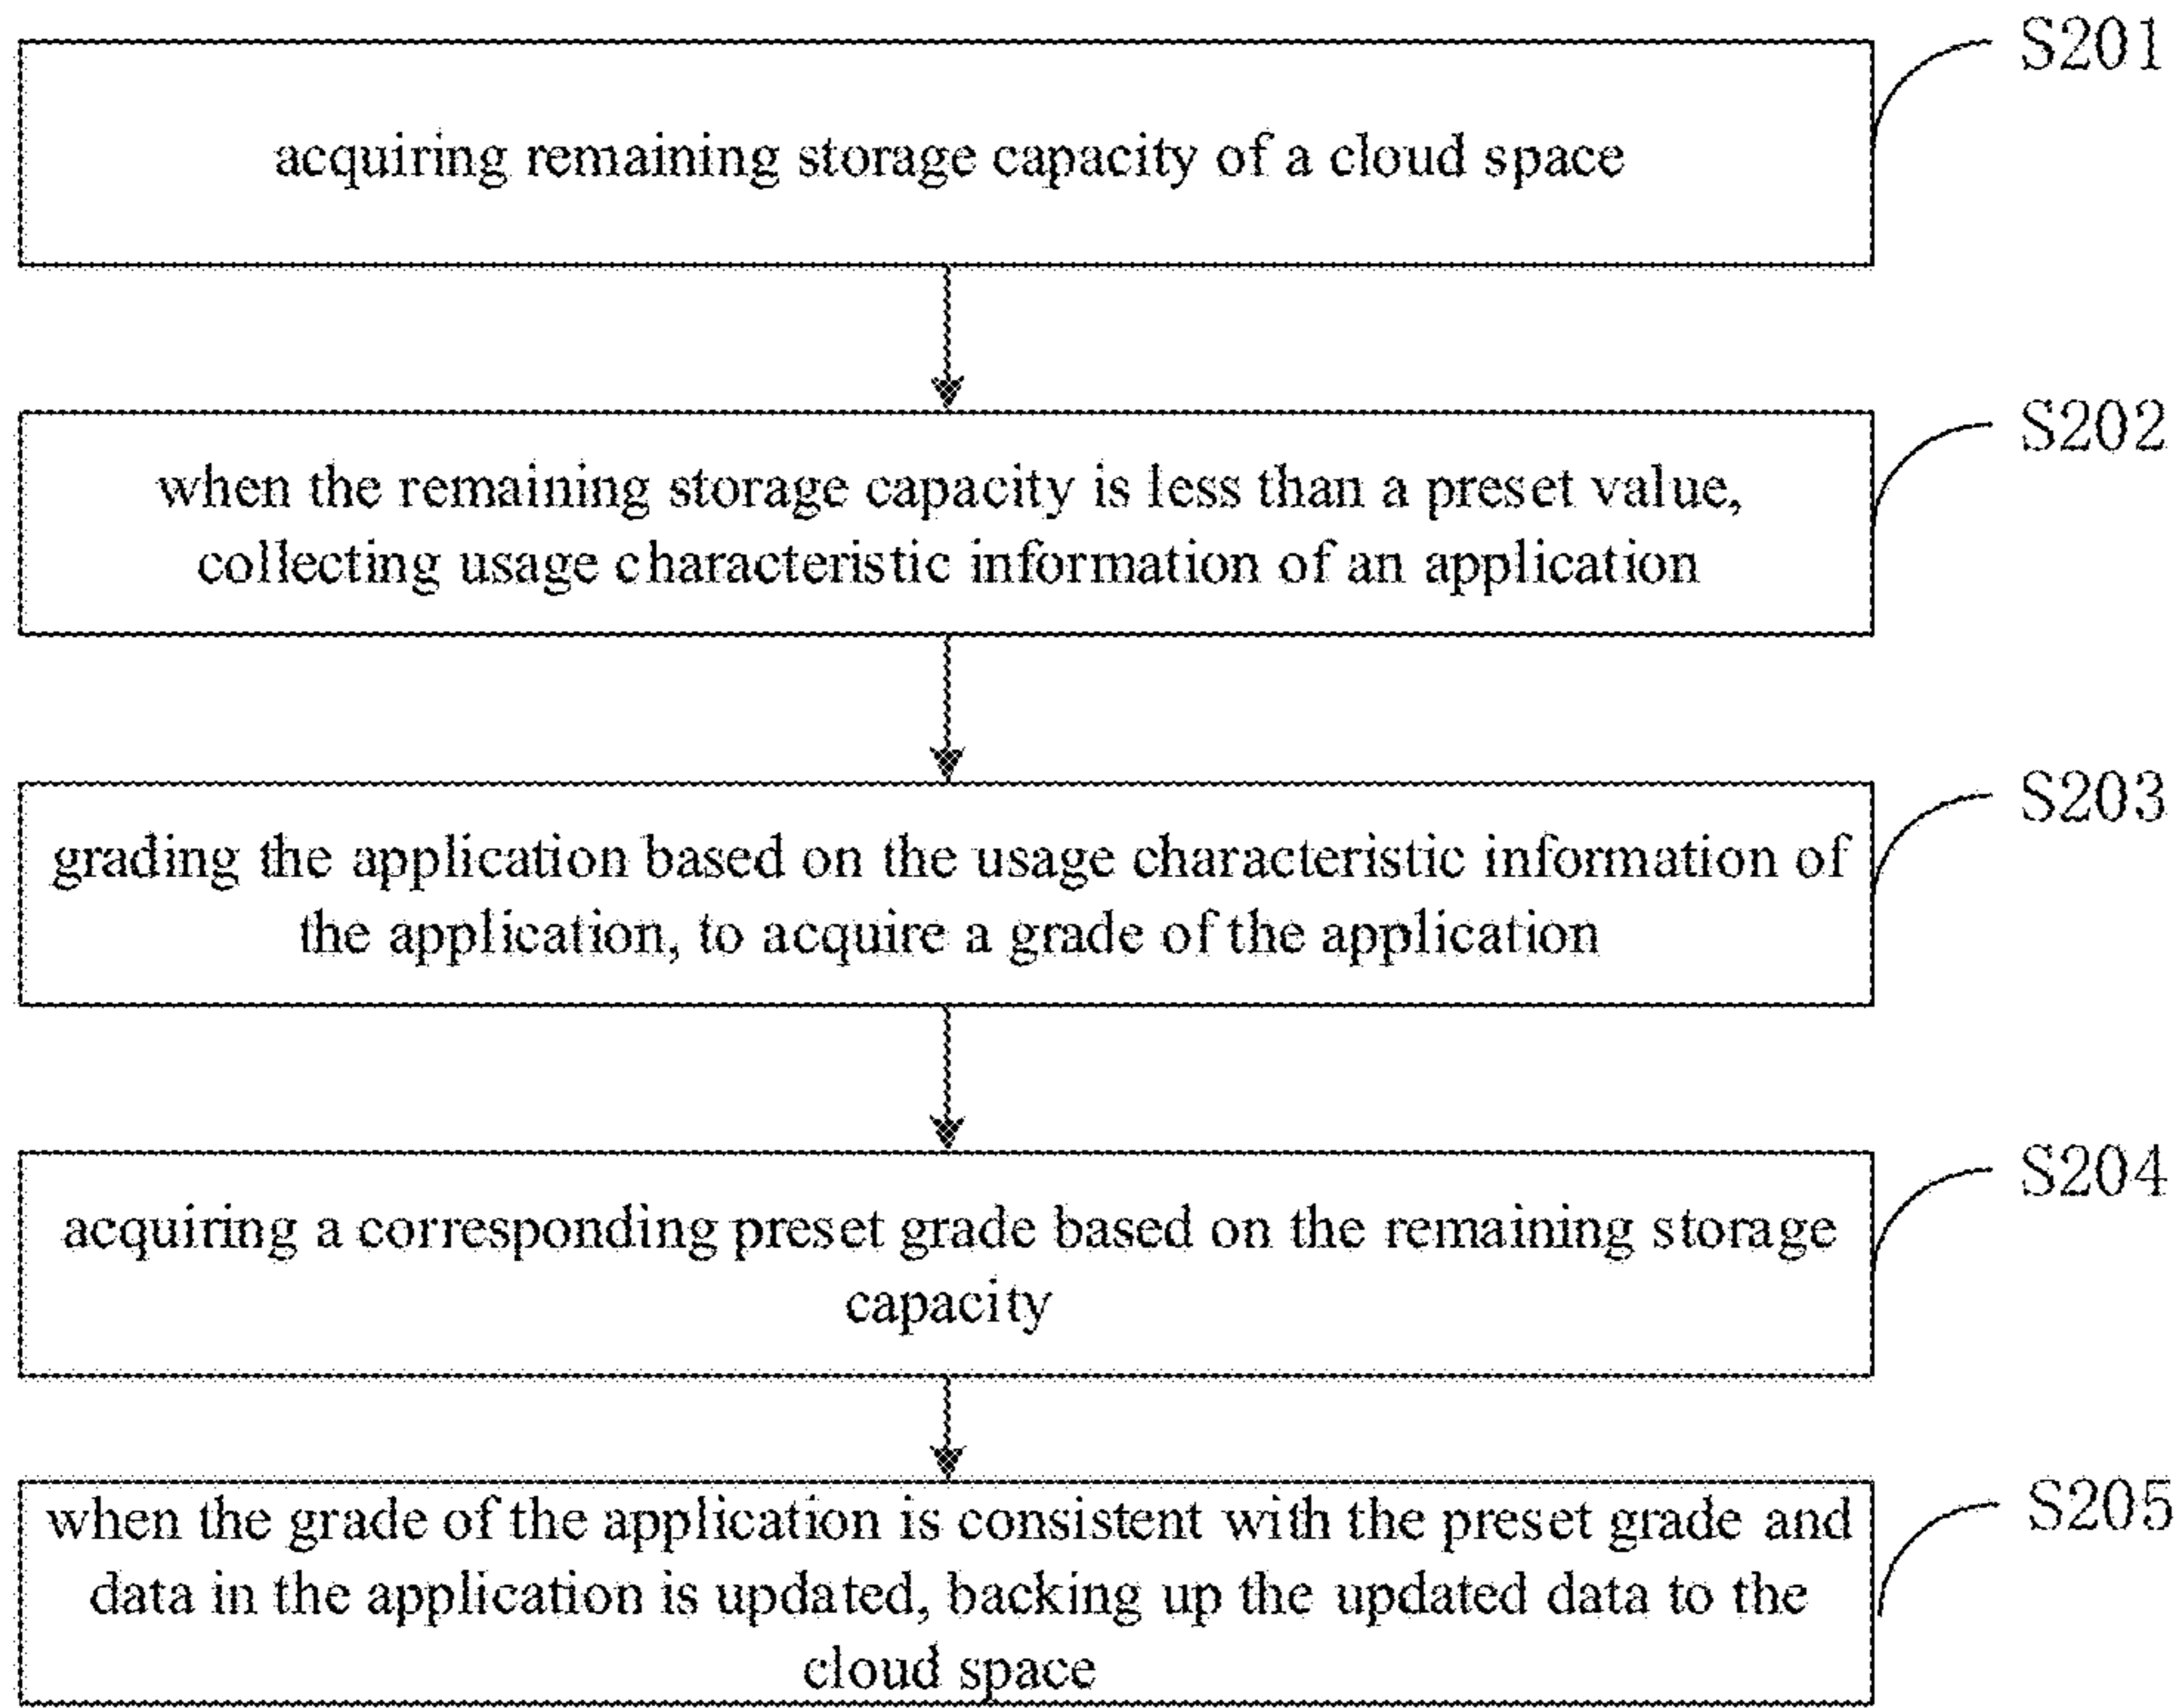 S201
acquiring remaining storage capacity of a cloud space
S202
when the remaining storage capacity is less than a preset value,
collecting usage characteristic information of an application
S203
grading the application based on the usage characteristic information of
the application, to acquire a grade of the application
S204
acquiring a corresponding preset grade based on the remaining storage
capacity
S205
when the grade of the application is consistent with the preset grade and
data in the application is updated, backing up the updated data to the
cloud space